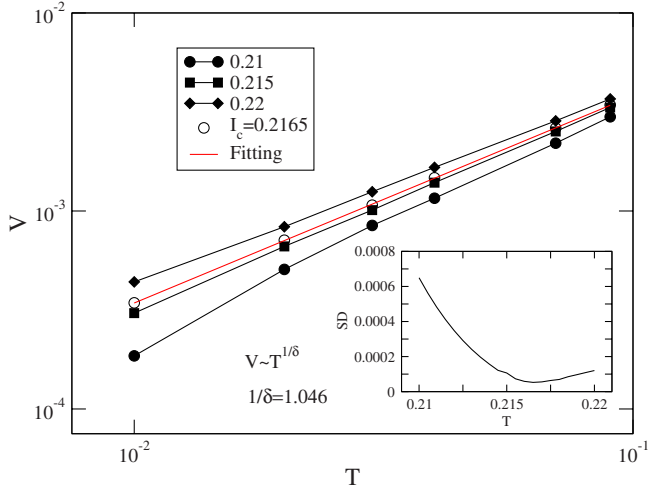 10^-2
0.21
0.215
0.22
I_c=0.2165
Fitting
V
10^-3
0.0008
0.0006
SD
0.0004
0.0002
0
0.21 0.215 0.22
T
V~T^1/δ
1/δ=1.046
10^-4
10^-2 10^-1
T